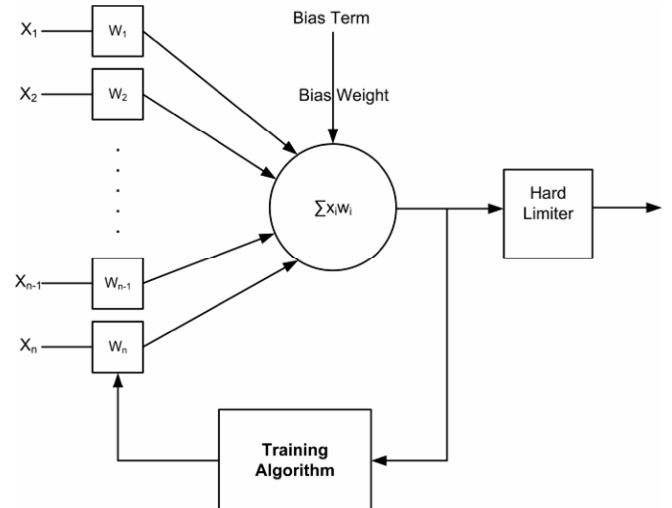 X₁
W₁
Bias Term
X₂
W₂
Bias Weight
∑xᵢwᵢ
Hard
Limiter
Xₙ₋₁
Wₙ₋₁
Xₙ
Wₙ
Training
Algorithm